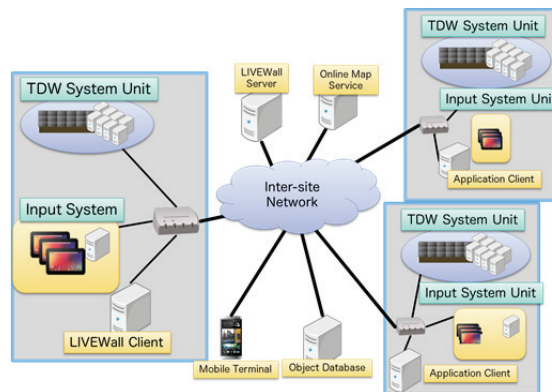 TDW System Unit
Input System
LIVEWall Client
LIVEWall
Server
Online Map
Service
Inter-site
Network
Mobile Terminal
Object Database
TDW System Unit
Input System Unit
Application Client
TDW System Unit
Input System Unit
Application Client